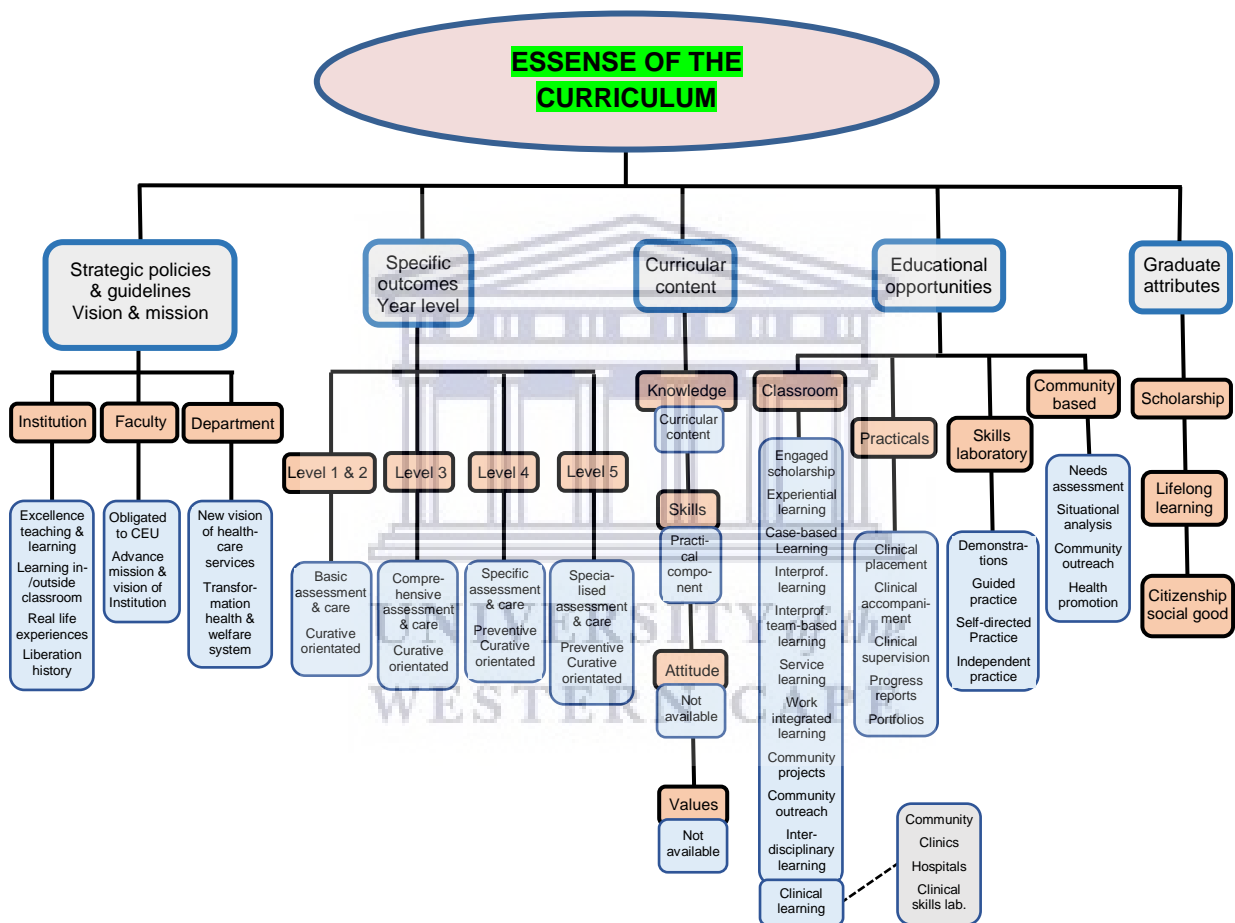 ESSENSE OF THE
CURRICULUM
Strategic policies
& guidelines
Vision & mission
Specific
outcomes
Year level
Curricular
content
Educational
opportunities
Graduate
attributes
Institution
Faculty
Department
Excellence
teaching &
learning
Learning in-
/outside
classroom
Real life
experiences
Liberation
history
Obligated
to CEU
Advance
mission &
vision of
Institution
New vision
of health-
care
services
Transfor-
mation
health &
welfare
system
Level 1 & 2
Level 3
Level 4
Level 5
Basic
assessment
& care
Curative
orientated
Compre-
hensive
assessment
& care
Curative
orientated
Specific
assessment
& care
Preventive
Curative
orientated
Specia-
lised
assessment
& care
Preventive
Curative
orientated
Knowledge
Curricular
content
Skills
Practi-
cal
compo-
nent
Attitude
Not
available
Values
Not
available
Classroom
Engaged
scholarship
Experiential
learning
Case-based
Learning
Interprof.
learning
Interprof.
team-based
learning
Service
learning
Work
integrated
learning
Community
projects
Community
outreach
Inter-
disciplinary
learning
Clinical
learning
Community
Clinics
Hospitals
Clinical
skills lab.
Practicals
Clinical
placement
Clinical
accompani-
ment
Clinical
supervision
Progress
reports
Portfolios
Skills
laboratory
Demonstra-
tions
Guided
practice
Self-directed
Practice
Independent
practice
Community
based
Needs
assessment
Situational
analysis
Community
outreach
Health
promotion
Scholarship
Lifelong
learning
Citizenship
social good
UNIVERSITY of the
WESTERN CAPE